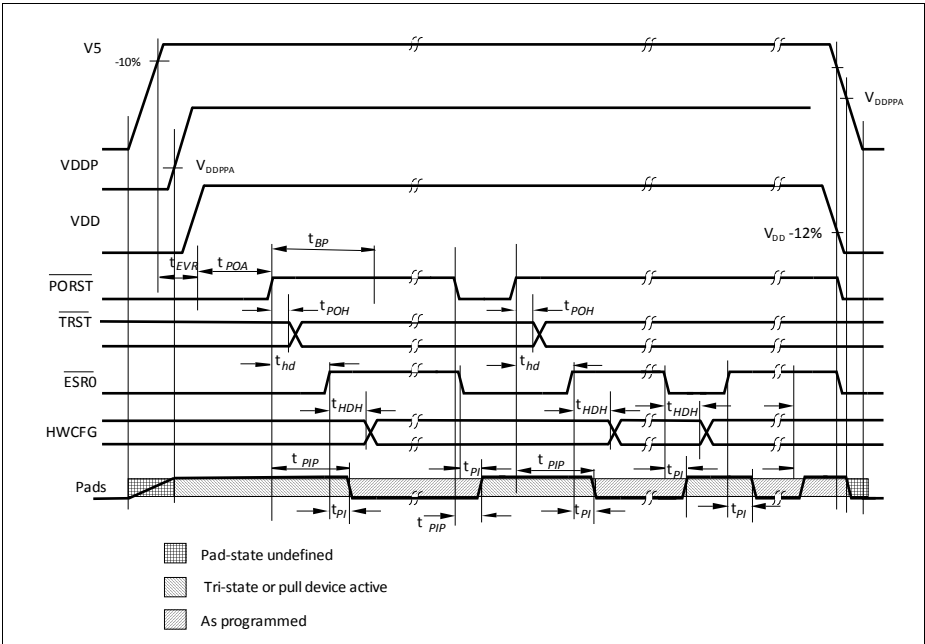 V5
-10%
VDDPPA
VDDP
VDDPPA
VDD
VDD -12%
tBP
tEVR
tPOA
PORST
tPOH
tPOH
TRST
thd
thd
ESR0
tHDH
tHDH
tHDH
HWCFG
tPIP
tPI
tPIP
tPI
Pads
tPI
tPIP
tPI
tPI
Pad-state undefined
Tri-state or pull device active
As programmed